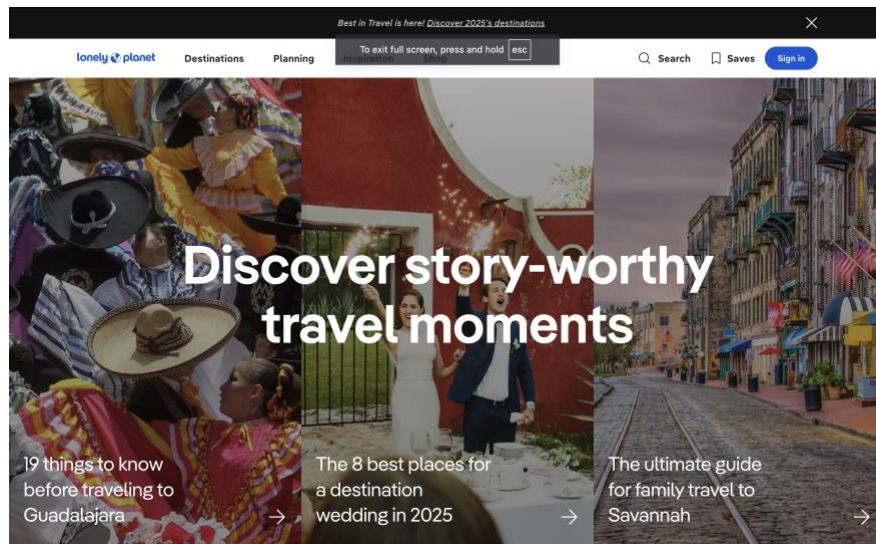 Best in Travel is here! Discover 2025's destinations
To exit full screen, press and hold esc
lonely planet Destinations Planning Inspiration Shop Search Saves Sign in
Discover story-worthy
travel moments
19 things to know
before traveling to
Guadalajara
The 8 best places for
a destination
wedding in 2025
The ultimate guide
for family travel to
Savannah